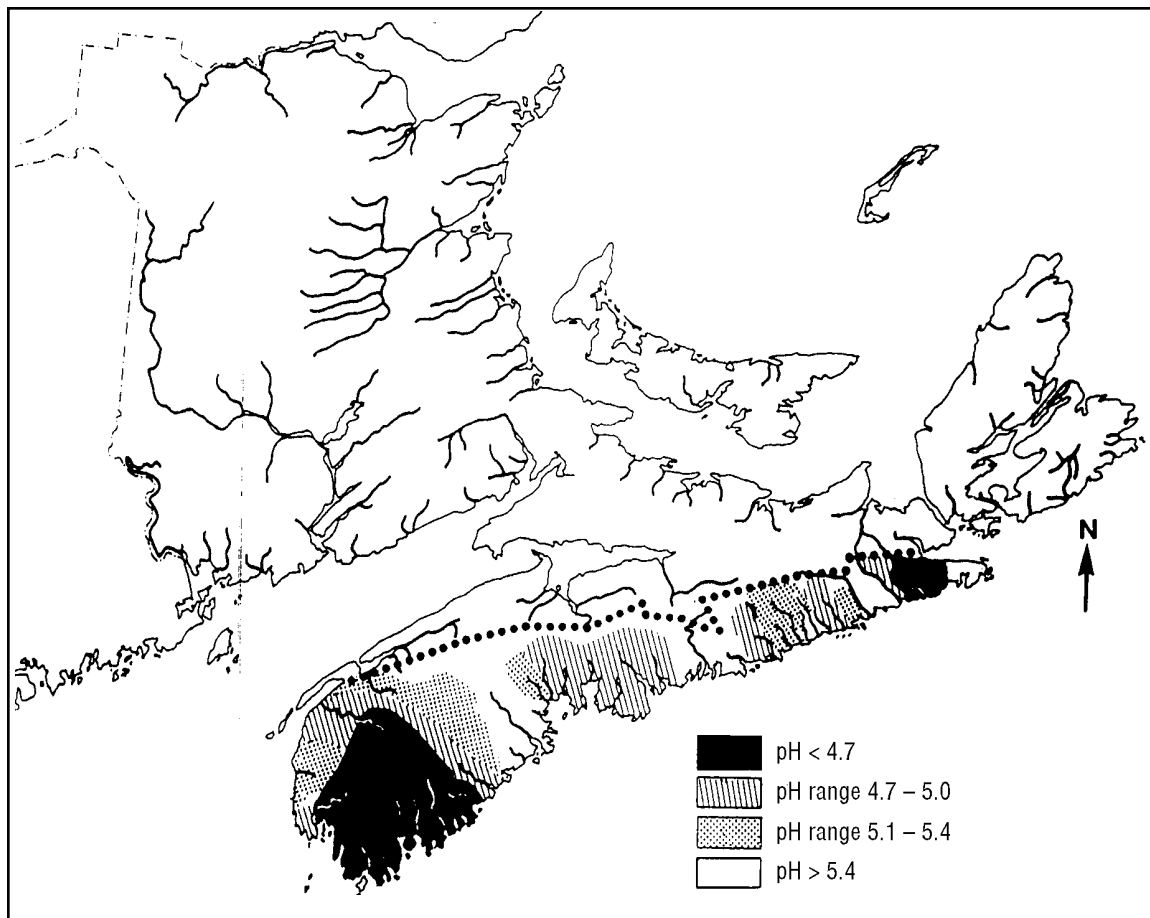 N
pH < 4.7
pH range 4.7 – 5.0
pH range 5.1 – 5.4
pH > 5.4